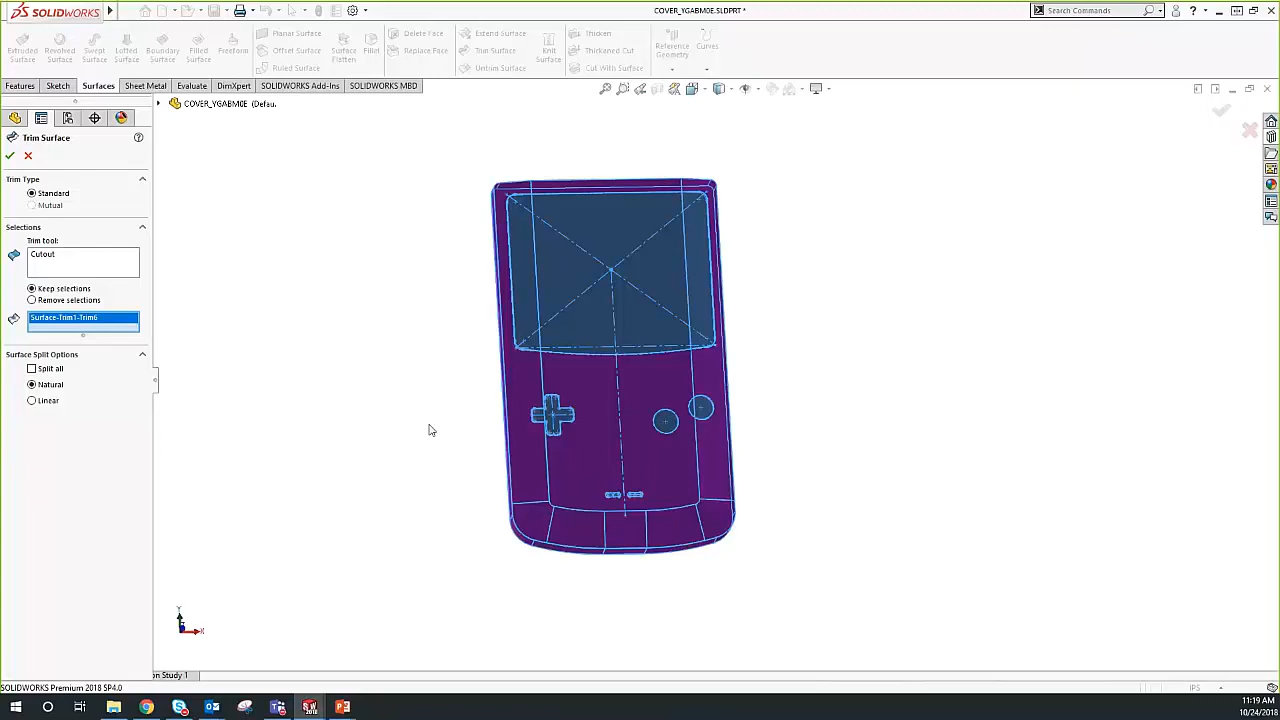 SOLIDWORKS
COVER_YGABM0E.SLDPRT *
Search Commands
?
Extruded Surface
Revolved Surface
Swept Surface
Lofted Surface
Boundary Surface
Filled Surface
Freeform
Planar Surface
Offset Surface
Ruled Surface
Surface Flatten
Fillet
Delete Face
Replace Face
Extend Surface
Trim Surface
Untrim Surface
Knit Surface
Thicken
Thickened Cut
Cut With Surface
Reference Geometry
Curves
Features
Sketch
Surfaces
Sheet Metal
Evaluate
DimXpert
SOLIDWORKS Add-Ins
SOLIDWORKS MBD
COVER_YGABM0E (Defau.
Trim Surface
Trim Type
Standard
Mutual
Selections
Trim tool:
Cutout
Keep selections
Remove selections
Surface-Trim1-Trim6
Surface Split Options
Split all
Natural
Linear
Y
X
on Study 1
SOLIDWORKS Premium 2018 SP4.0
IPS
11:19 AM
10/24/2018